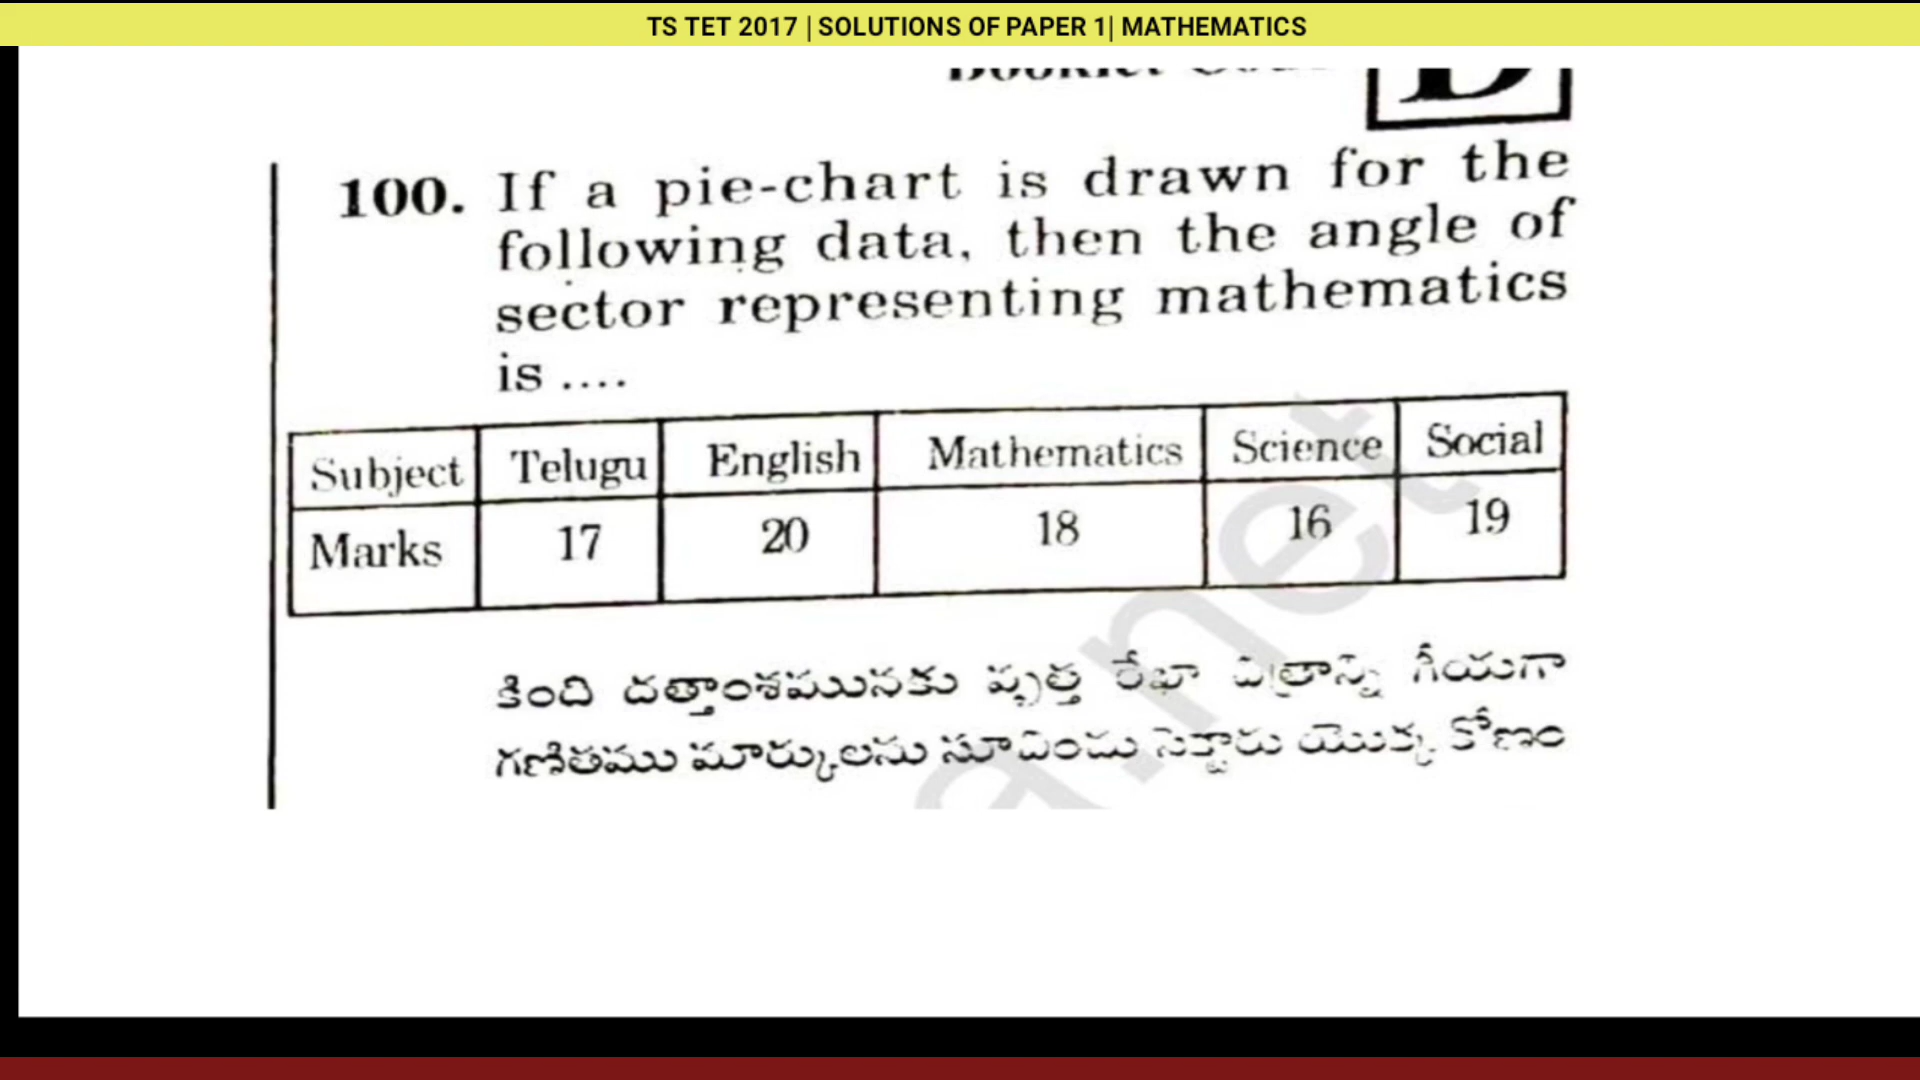 TS TET 2017 | SOLUTIONS OF PAPER 1| MATHEMATICS
100. If a pie-chart is drawn for the
following data, then the angle of
sector representing mathematics
is ....
Subject Telugu English Mathematics Science Social
Marks 17 20 18 16 19
కింది దత్తాంశమునకు వృత్త రేఖా చిత్రాన్ని గీయగా
గణితము మార్కులను సూచించు సెక్టారు యొక్క కోణం